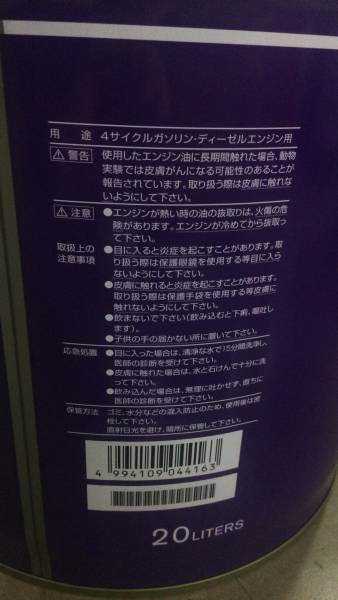 用途 4サイクルガソリン・ディーゼルエンジン用
⚠警告 使用したエンジン油に長期間触れた場合、動物
実験では皮膚がんになる可能性のあることが
報告されています。取り扱う際は皮膚に触れな
いようにして下さい。
⚠注意 ●エンジンが熱い時の油の抜取りは、火傷の危
険があります。エンジンが冷めてから抜取っ
て下さい。
取扱上の
注意事項
●目に入ると炎症を起こすことがあります。取
り扱う際は保護眼鏡を使用する等目に入ら
ないようにして下さい。
●皮膚に触れると炎症を起こすことがあります。
取り扱う際は保護手袋を使用する等皮膚に
触れないようにして下さい。
●飲まないで下さい(飲み込むと下痢、嘔吐し
ます)。
●子供の手の届かない所に置いて下さい。
応急処置 ●目に入った場合は、清浄な水で15分間洗浄し、
医師の診断を受けて下さい。
●皮膚に触れた場合は、水と石けんで十分に洗
って下さい。
●飲み込んだ場合は、無理に吐かせず、直ちに
医師の診断を受けて下さい。
保管方法 ゴミ、水分などの混入防止のため、使用後は密
栓して下さい。
直射日光を避け、暗所に保管して下さい。
4 994109 044163
20 LITERS